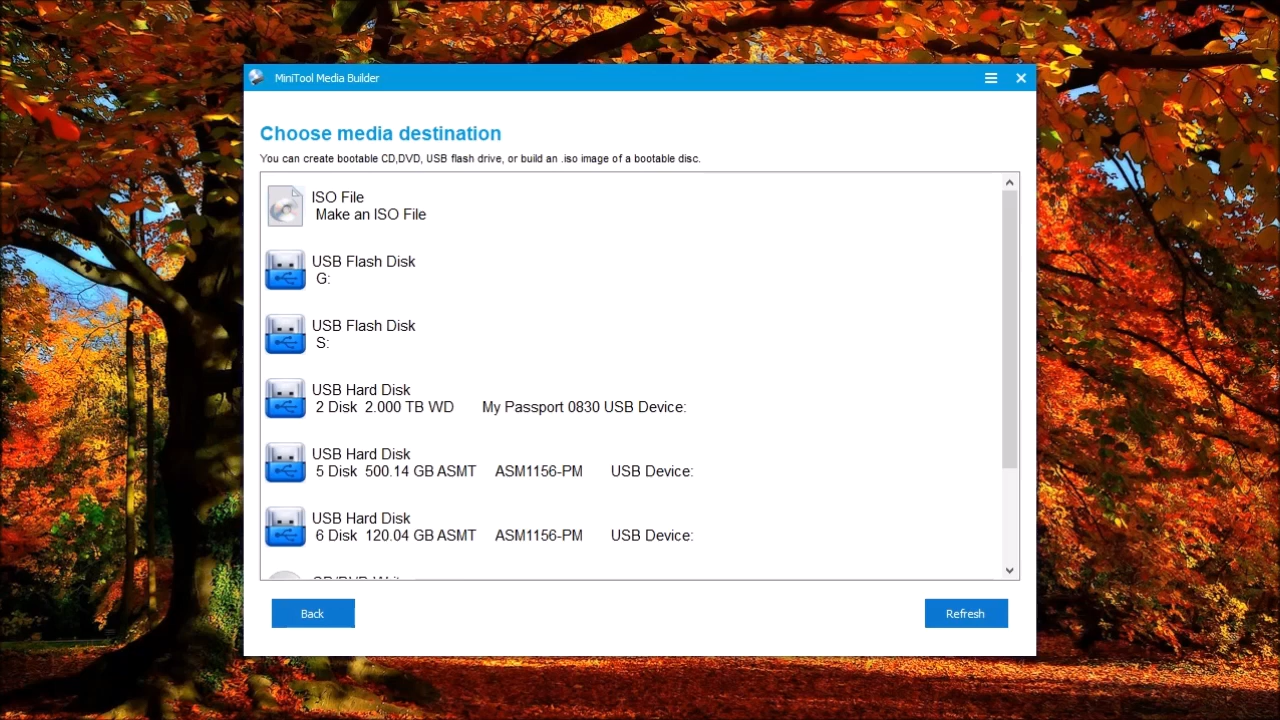 MiniTool Media Builder
Choose media destination
You can create bootable CD,DVD, USB flash drive, or build an .iso image of a bootable disc.
ISO File
Make an ISO File
USB Flash Disk
G:
USB Flash Disk
S:
USB Hard Disk
2 Disk 2.000 TB WD My Passport 0830 USB Device:
USB Hard Disk
5 Disk 500.14 GB ASMT ASM1156-PM USB Device:
USB Hard Disk
6 Disk 120.04 GB ASMT ASM1156-PM USB Device:
Back
Refresh